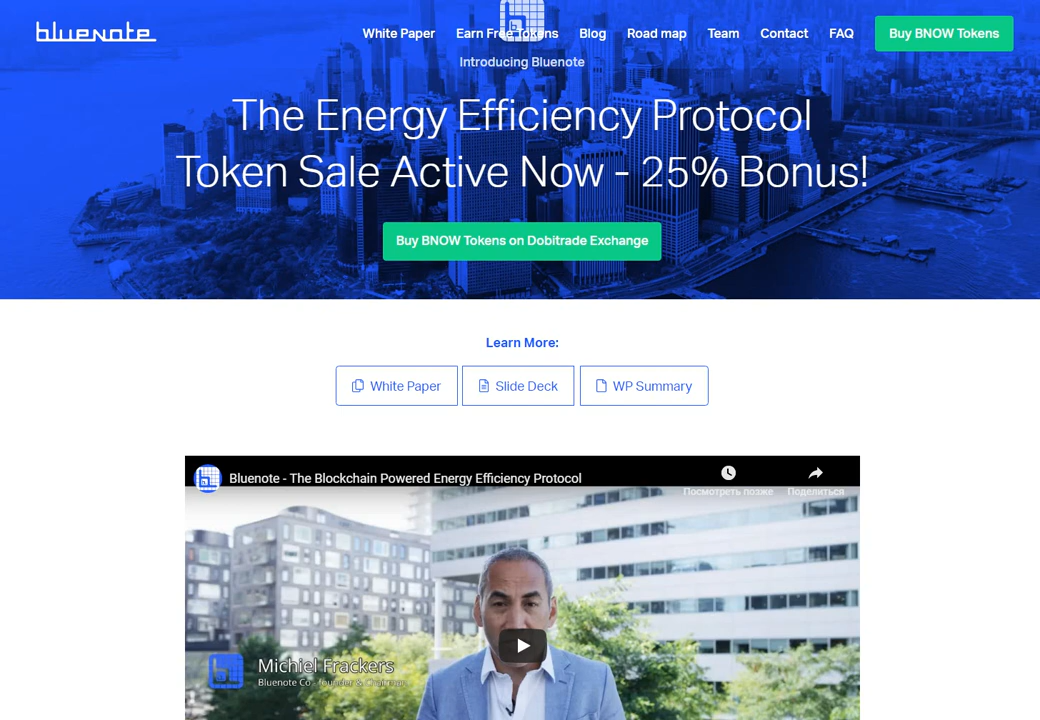 bluenote
White Paper
Earn Free Tokens
Blog
Road map
Team
Contact
FAQ
Buy BNOW Tokens
Introducing Bluenote
The Energy Efficiency Protocol
Token Sale Active Now - 25% Bonus!
Buy BNOW Tokens on Dobitrade Exchange
Learn More:
White Paper
Slide Deck
WP Summary
Bluenote - The Blockchain Powered Energy Efficiency Protocol
Посмотреть позже
Поделиться
Michiel Frackers
Bluenote Co - founder & Chairman